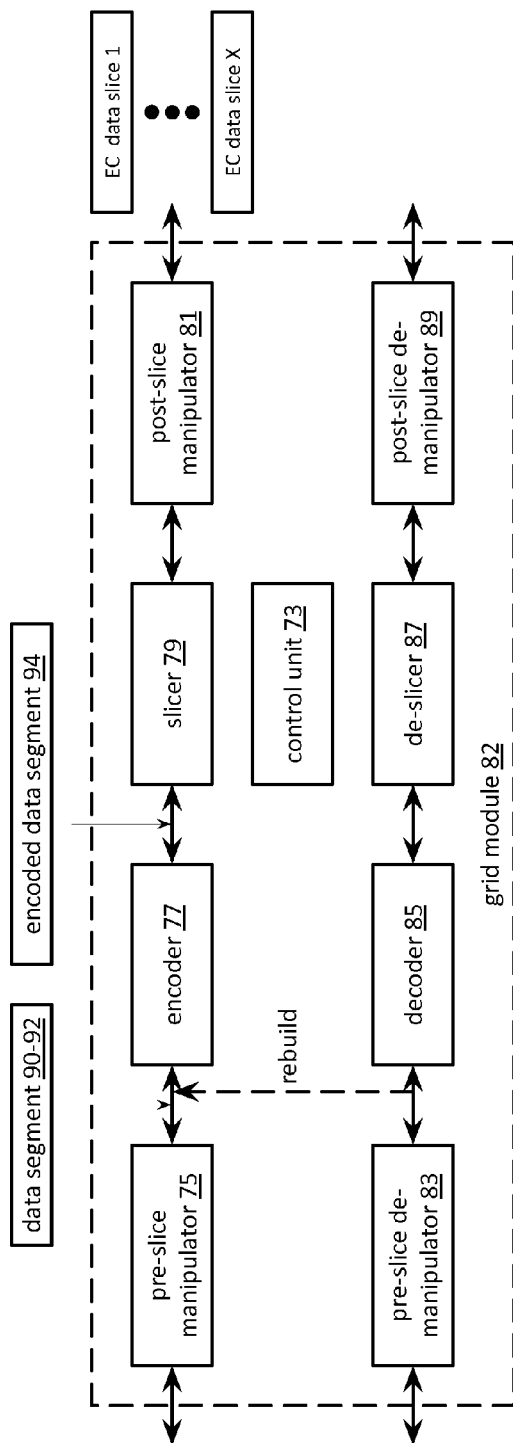 data segment 90-92
encoded data segment 94
pre-slice
manipulator 75
encoder 77
slicer 79
post-slice
manipulator 81
EC data slice 1
EC data slice X
rebuild
control unit 73
pre-slice de-
manipulator 83
decoder 85
de-slicer 87
post-slice de-
manipulator 89
grid module 82